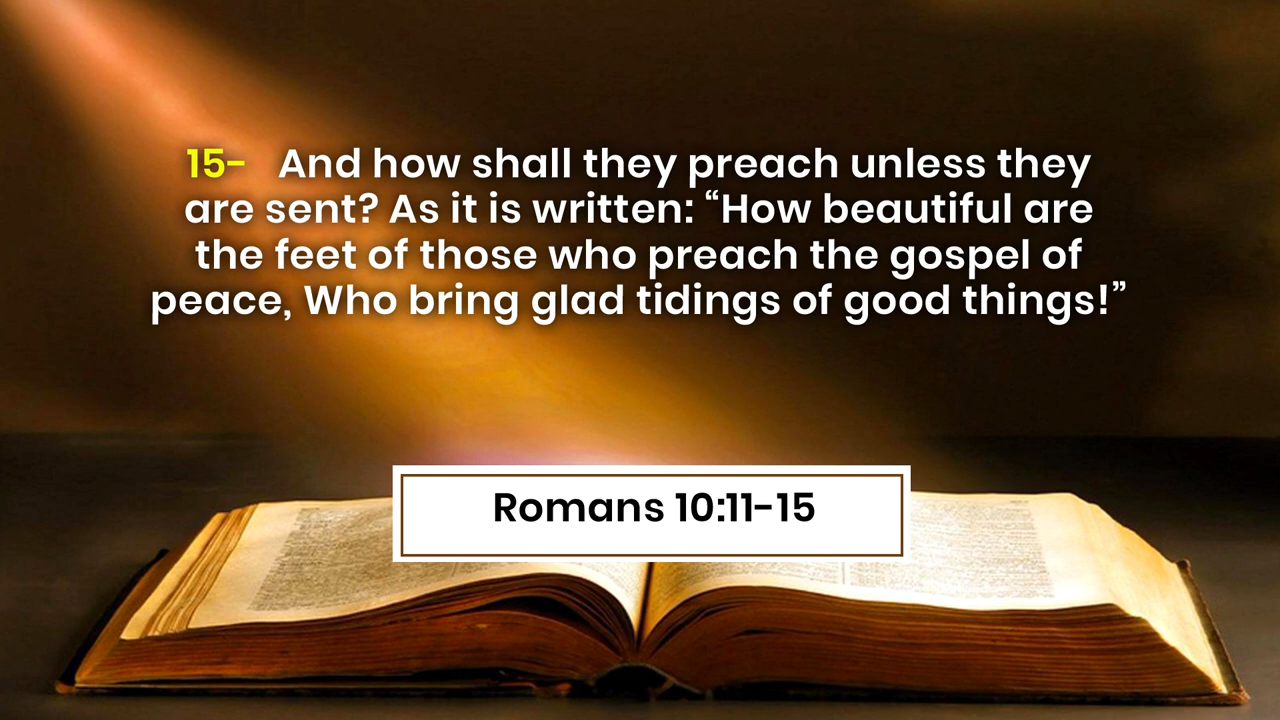 15- And how shall they preach unless they
are sent? As it is written: “How beautiful are
the feet of those who preach the gospel of
peace, Who bring glad tidings of good things!”
Romans 10:11-15